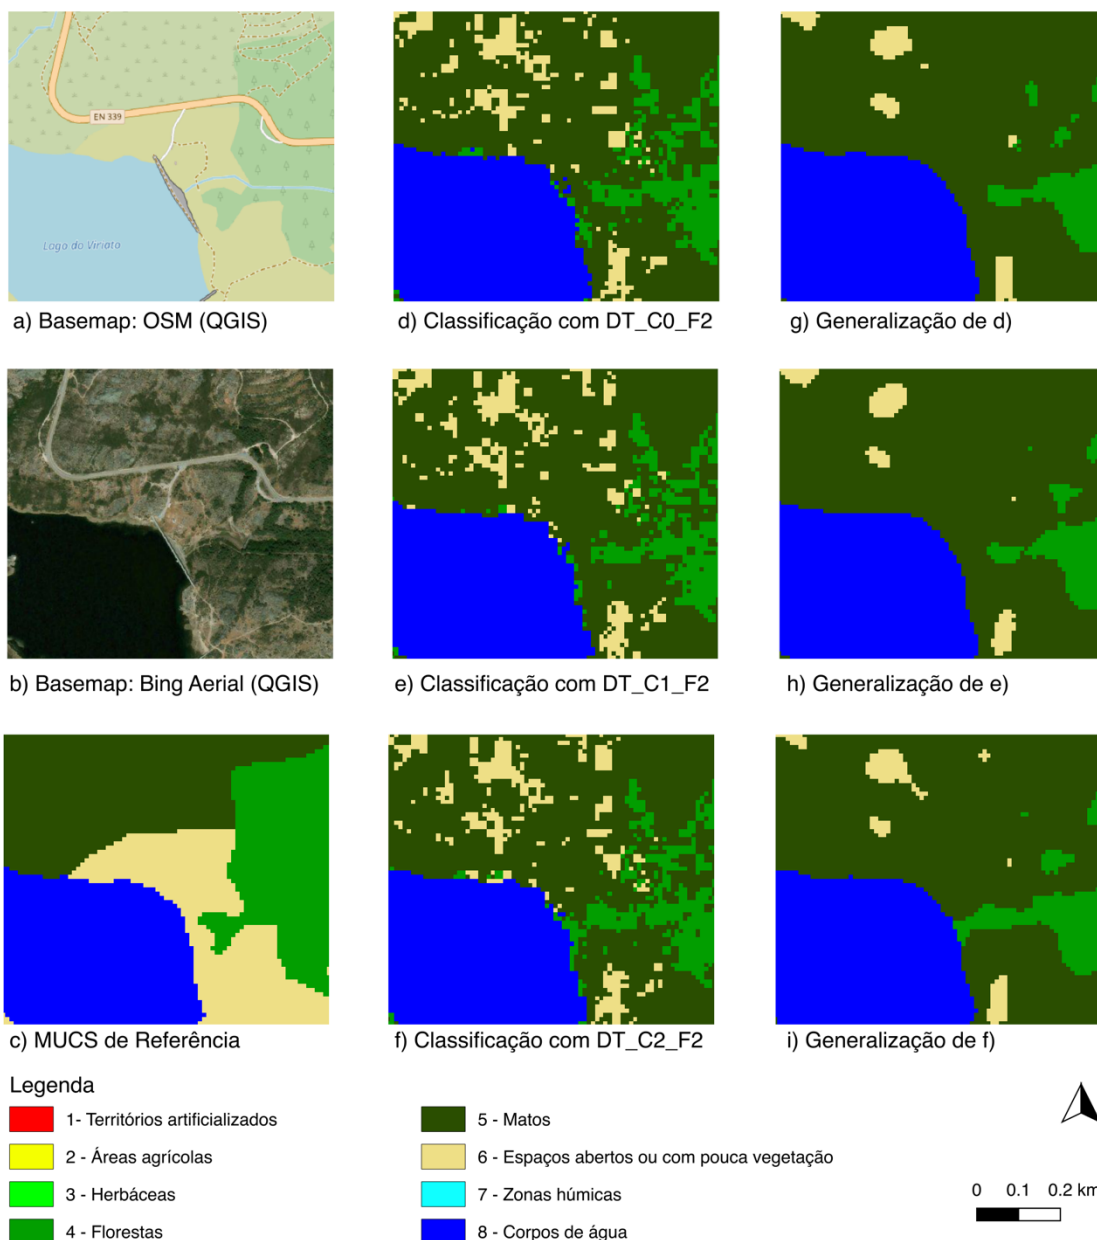 EN 339
Lagoa do Viriato
a) Basemap: OSM (QGIS)
d) Classificação com DT_C0_F2
g) Generalização de d)
b) Basemap: Bing Aerial (QGIS)
e) Classificação com DT_C1_F2
h) Generalização de e)
c) MUCS de Referência
f) Classificação com DT_C2_F2
i) Generalização de f)
Legenda
1- Territórios artificializados
2 - Áreas agrícolas
3 - Herbáceas
4 - Florestas
5 - Matos
6 - Espaços abertos ou com pouca vegetação
7 - Zonas húmicas
8 - Corpos de água
0 0.1 0.2 km